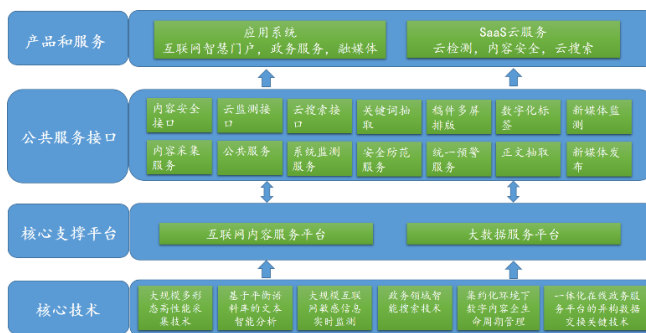 产品和服务
应用系统
互联网智慧门户，政务服务，融媒体
SaaS云服务
云检测，内容安全，云搜索
公共服务接口
内容安全
接口
云监测接
口
云搜索接
口
关键词抽
取
稿件多屏
排版
数字化标
签
新媒体监
测
内容采集
服务
公共服务
系统监测
服务
安全防范
服务
统一预警
服务
正文抽取
新媒体发
布
核心支撑平台
互联网内容服务平台
大数据服务平台
核心技术
大规模多形
态高性能采
集技术
基于平衡语
料库的文本
智能分析
大规模互联
网敏感信息
实时监测
政务领域智
能搜索技术
集约化环境下
数字内容全生
命周期管理
一体化在线政务服
务平台的异构数据
交换关键技术